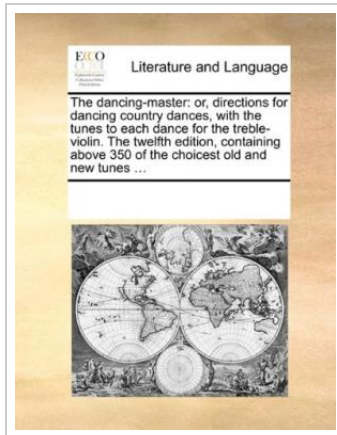 ECCO
Literature and Language
The dancing-master: or, directions for
dancing country dances, with the
tunes to each dance for the treble-
violin. The twelfth edition, containing
above 350 of the choicest old and
new tunes ...